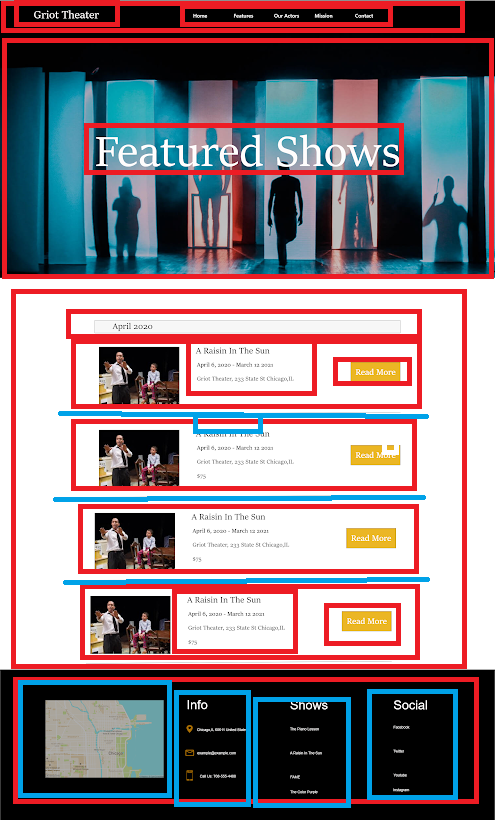 Griot Theater
Home Features Our Actors Mission Contact
Featured Shows
April 2020
A Raisin In The Sun
April 6, 2020 - March 12 2021
Griot Theater, 233 State St Chicago,IL
Read More
A Raisin In The Sun
April 6, 2020 - March 12 2021
Griot Theater, 233 State St Chicago,IL
$75
Read More
A Raisin In The Sun
April 6, 2020 - March 12 2021
Griot Theater, 233 State St Chicago,IL
$75
Read More
A Raisin In The Sun
April 6, 2020 - March 12 2021
Griot Theater, 233 State St Chicago,IL
$75
Read More
Chicago
Info
Chicago,IL 600 N United State
example@example.com
Call Us: 708-555-4400
Shows
The Piano Lesson
A Raisin In The Sun
FAME
The Color Purple
Social
Facebook
Twitter
Youtube
Instagram